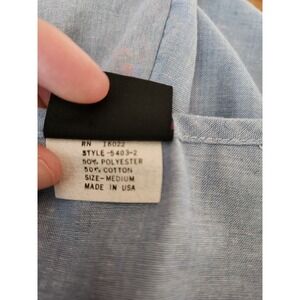 RN 16022
STYLE-5403-2
50% POLYESTER
50% COTTON
SIZE-MEDIUM
MADE IN USA